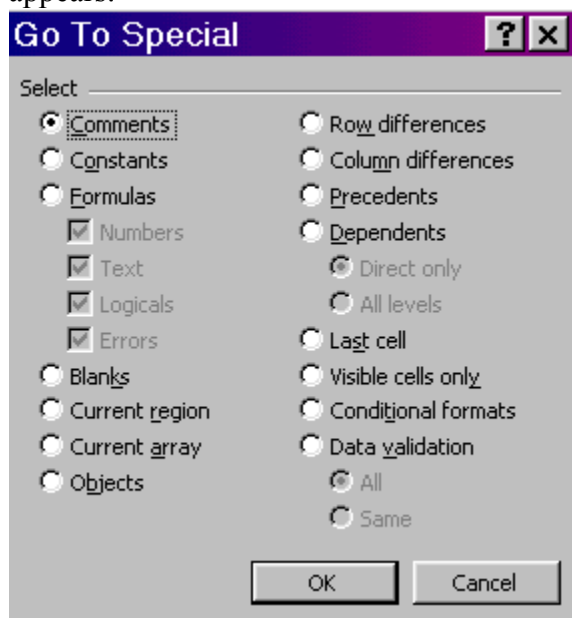 appears.
Go To Special
Select
Comments
Constants
Formulas
Numbers
Text
Logicals
Errors
Blanks
Current region
Current array
Objects
Row differences
Column differences
Precedents
Dependents
Direct only
All levels
Last cell
Visible cells only
Conditional formats
Data validation
All
Same
OK
Cancel